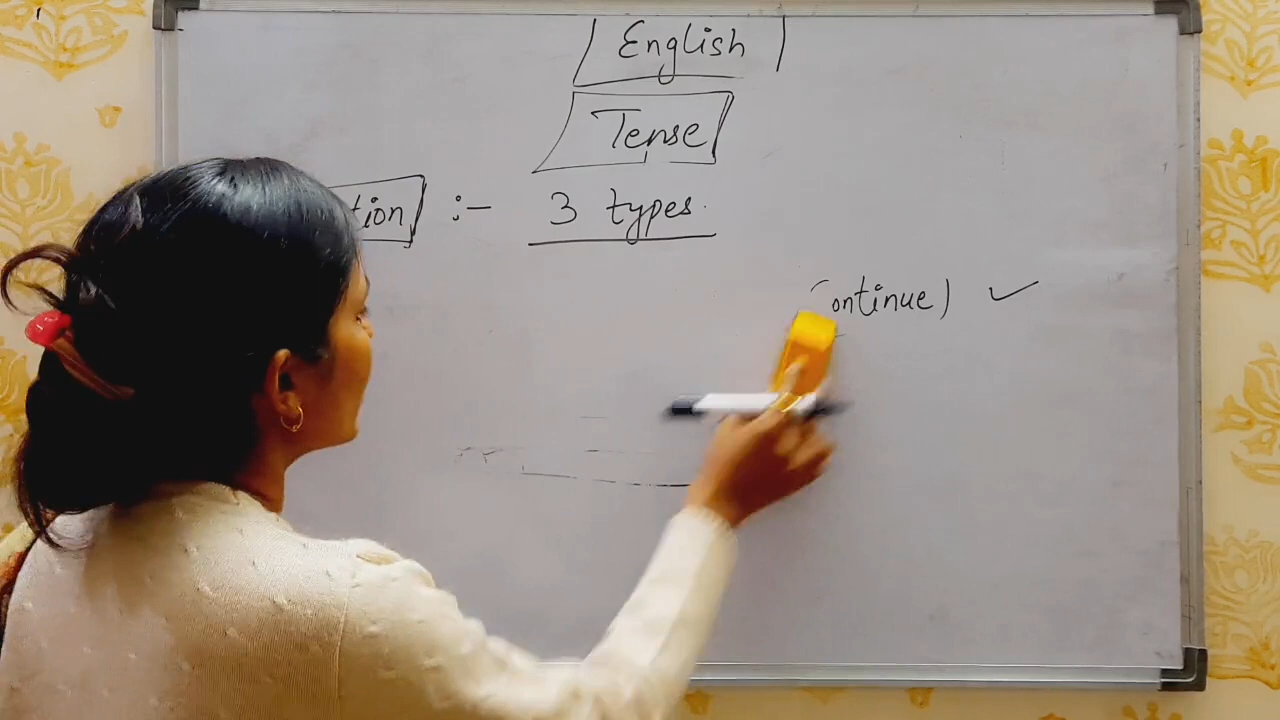 English
Tense
tion :- 3 types.
ontinue) ✓